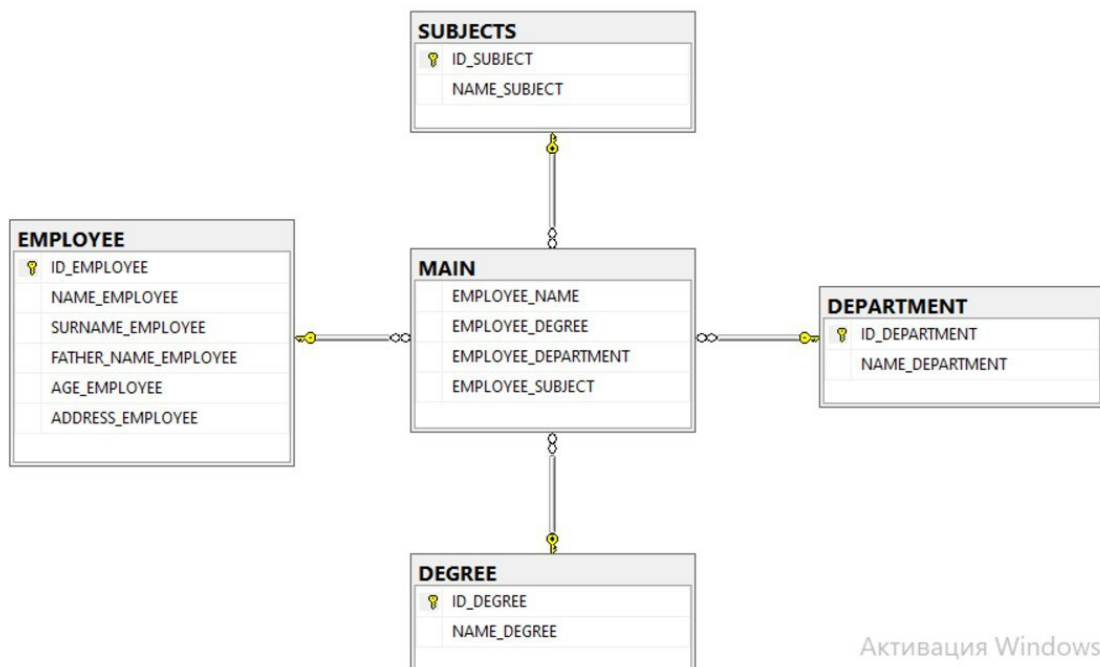 SUBJECTS
ID_SUBJECT
NAME_SUBJECT
EMPLOYEE
ID_EMPLOYEE
NAME_EMPLOYEE
SURNAME_EMPLOYEE
FATHER_NAME_EMPLOYEE
AGE_EMPLOYEE
ADDRESS_EMPLOYEE
MAIN
EMPLOYEE_NAME
EMPLOYEE_DEGREE
EMPLOYEE_DEPARTMENT
EMPLOYEE_SUBJECT
DEPARTMENT
ID_DEPARTMENT
NAME_DEPARTMENT
DEGREE
ID_DEGREE
NAME_DEGREE
Активация Windows